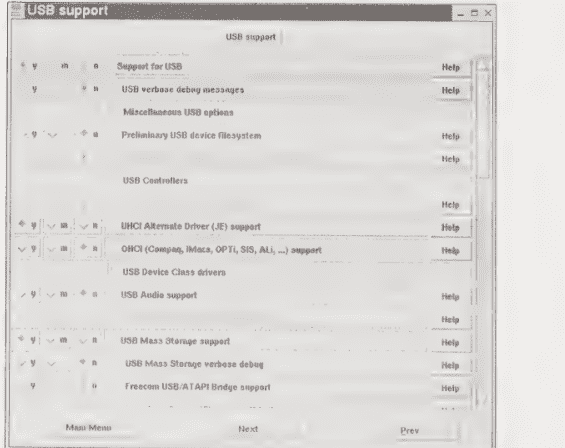 USB support
USB support
y m n Support for USB Help
y n USB verbose debug messages Help
Miscellaneous USB options
y n Preliminary USB device filesystem Help
Help
USB Controllers
Help
y m n UHCI Alternate Driver (JE) support Help
y m n OHCI (Compaq, iMacs, OPTi, SIS, ALi, ...) support Help
USB Device Class drivers
y m n USB Audio support Help
Help
y m n USB Mass Storage support Help
y n USB Mass Storage verbose debug Help
y n Freecom USB/ATAPI Bridge support Help
Main Menu Next Prev